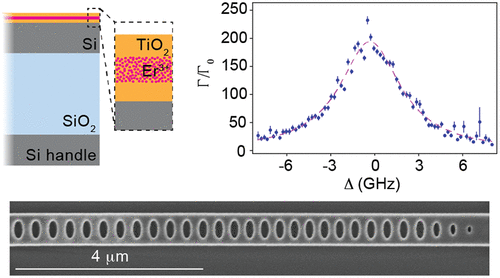 Si
SiO₂
Si handle
TiO₂
Er³⁺
Γ/Γ₀
250
200
150
100
50
0
-6
-3
0
3
6
Δ (GHz)
4 μm